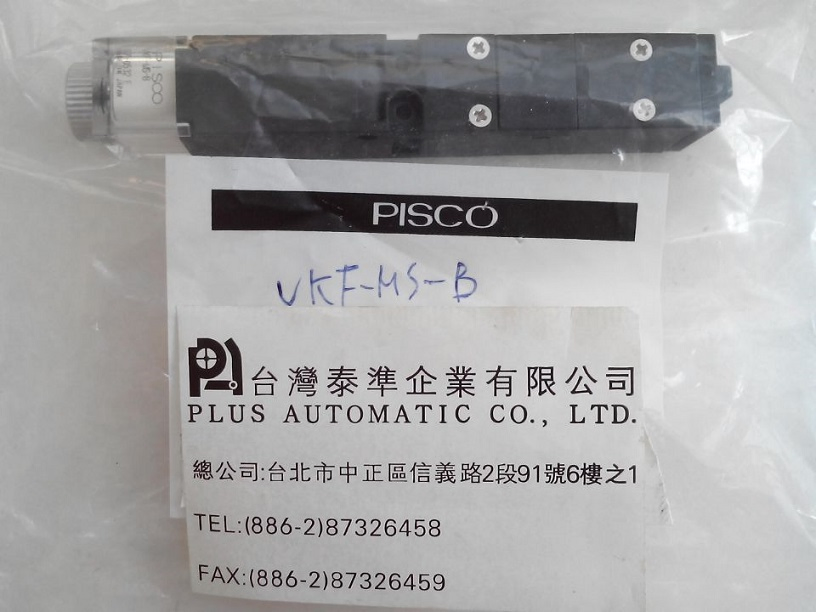 PISCO
PISCO
VKF-MS-B
台灣泰準企業有限公司
PLUS AUTOMATIC CO., LTD.
總公司:台北市中正區信義路2段91號6樓之1
TEL:(886-2)87326458
FAX:(886-2)87326459